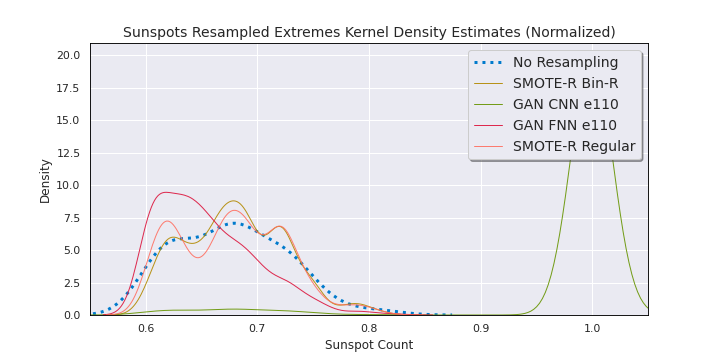 Sunspots Resampled Extremes Kernel Density Estimates (Normalized)
20.0
17.5
15.0
12.5
10.0
7.5
5.0
2.5
0.0
Density
No Resampling
SMOTE-R Bin-R
GAN CNN e110
GAN FNN e110
SMOTE-R Regular
0.6 0.7 0.8 0.9 1.0
Sunspot Count